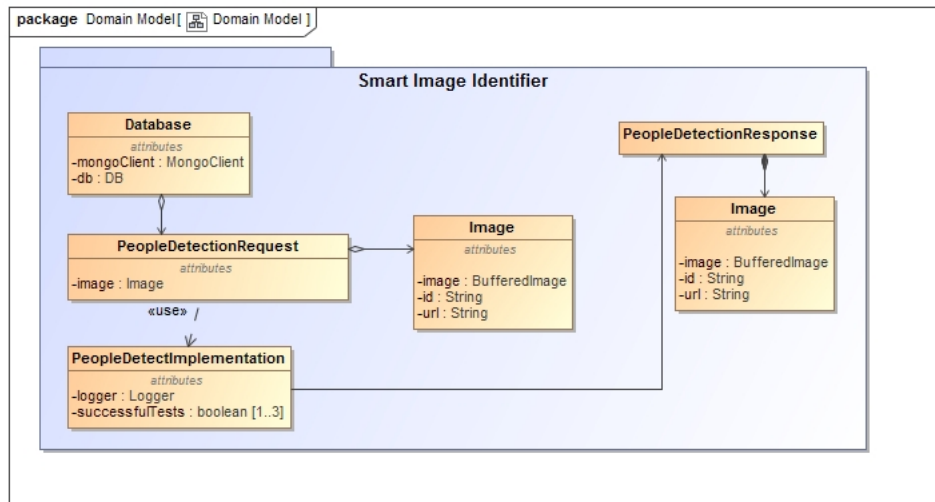 package Domain Model[ Domain Model ]
Smart Image Identifier
Database
attributes
-mongoClient : MongoClient
-db : DB
PeopleDetectionResponse
PeopleDetectionRequest
attributes
-image : Image
Image
attributes
-image : BufferedImage
-id : String
-url : String
Image
attributes
-image : BufferedImage
-id : String
-url : String
«use»
PeopleDetectImplementation
attributes
-logger : Logger
-successfulTests : boolean [1..3]